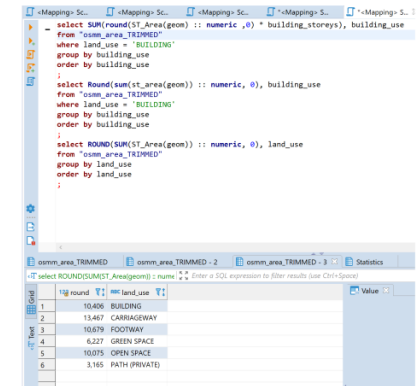 <Mapping> Sc... <Mapping> Sc... <Mapping> Sc... *<Mapping> Sc... *<Mapping> S...
select SUM(round(ST_Area(geom) :: numeric ,0) * building_storeys), building_use
from "osmm_area_TRIMMED"
where land_use = 'BUILDING'
group by building_use
order by building_use
;
select Round(sum(ST_Area(geom)) :: numeric, 0), building_use
from "osmm_area_TRIMMED"
where land_use = 'BUILDING'
group by building_use
order by building_use
;
select ROUND(SUM(ST_Area(geom)) :: numeric, 0), land_use
from "osmm_area_TRIMMED"
group by land_use
order by land_use
;
osmm_area_TRIMMED osmm_area_TRIMMED - 2 osmm_area_TRIMMED - 3 Statistics
select ROUND(SUM(ST_Area(geom)) :: nume Enter a SQL expression to filter results (use Ctrl+Space)
Grid 123 round ABC land_use Value
1 10,406 BUILDING
2 13,467 CARRIAGEWAY
3 10,679 FOOTWAY
4 6,227 GREEN SPACE
5 10,075 OPEN SPACE
6 3,165 PATH (PRIVATE)
Text